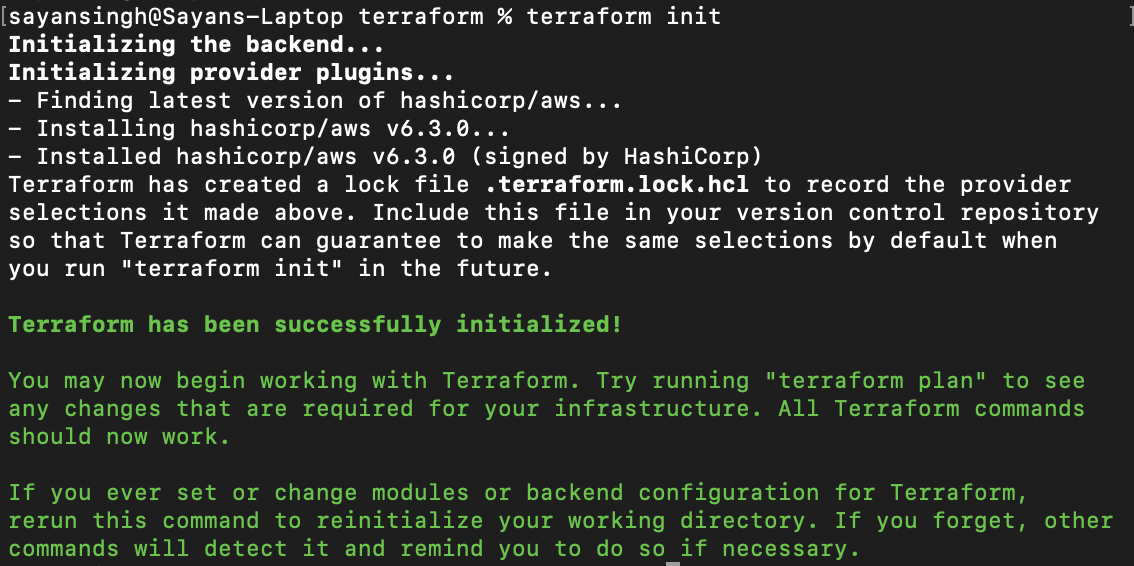 [sayansingh@Sayans-Laptop terraform % terraform init ]
Initializing the backend...
Initializing provider plugins...
- Finding latest version of hashicorp/aws...
- Installing hashicorp/aws v6.3.0...
- Installed hashicorp/aws v6.3.0 (signed by HashiCorp)
Terraform has created a lock file .terraform.lock.hcl to record the provider
selections it made above. Include this file in your version control repository
so that Terraform can guarantee to make the same selections by default when
you run "terraform init" in the future.
Terraform has been successfully initialized!
You may now begin working with Terraform. Try running "terraform plan" to see
any changes that are required for your infrastructure. All Terraform commands
should now work.
If you ever set or change modules or backend configuration for Terraform,
rerun this command to reinitialize your working directory. If you forget, other
commands will detect it and remind you to do so if necessary.